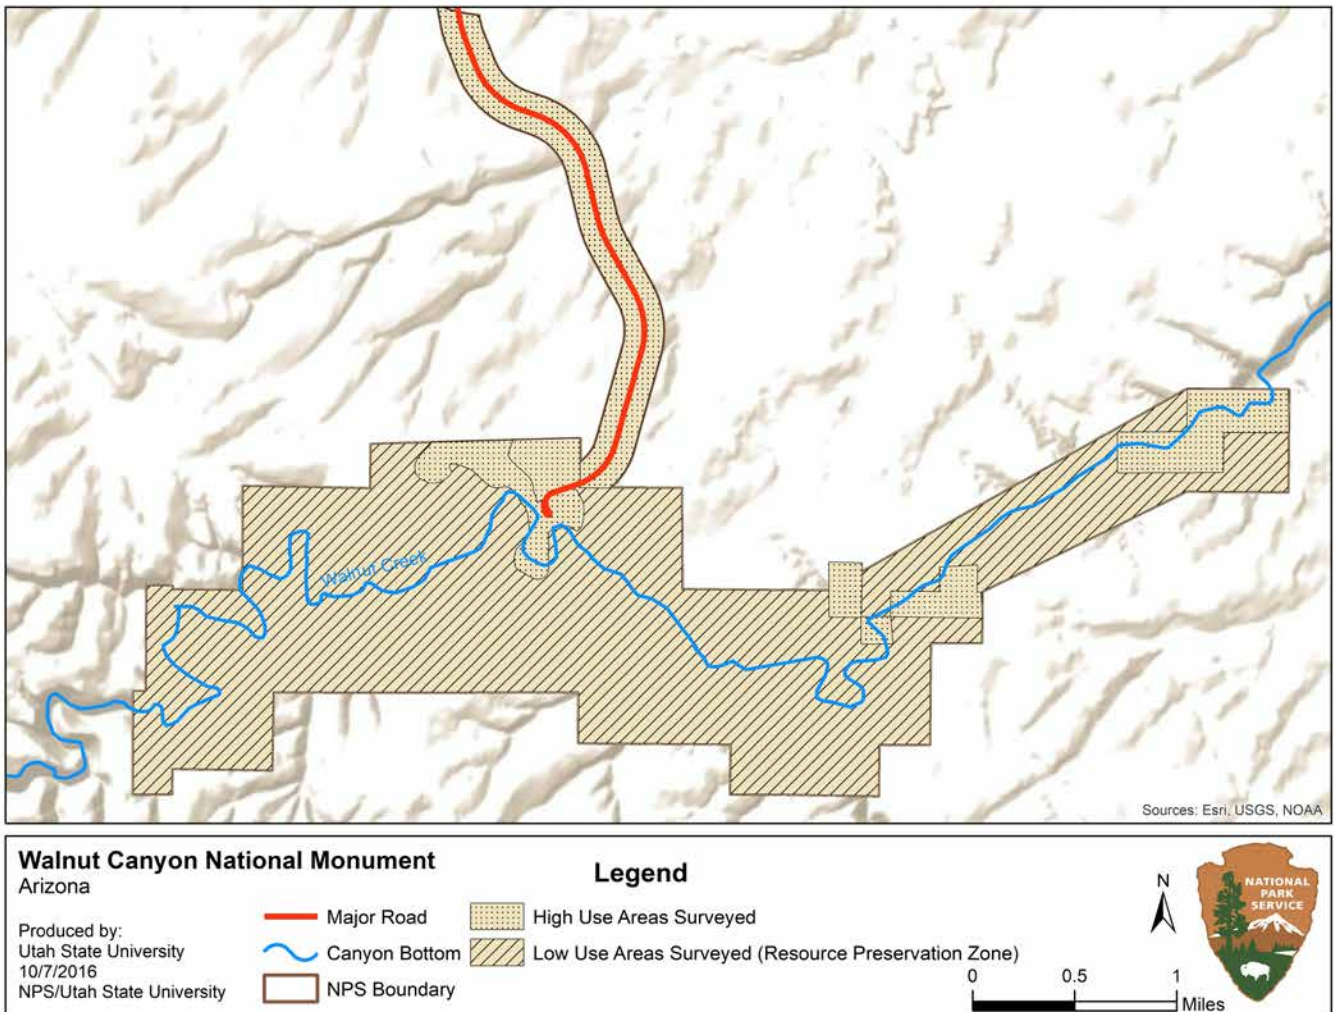 Walnut Creek
Sources: Esri, USGS, NOAA
Walnut Canyon National Monument
Arizona
Produced by:
Utah State University
10/7/2016
NPS/Utah State University
Legend
Major Road
Canyon Bottom
NPS Boundary
High Use Areas Surveyed
Low Use Areas Surveyed (Resource Preservation Zone)
N
0 0.5 1
Miles
NATIONAL
PARK
SERVICE